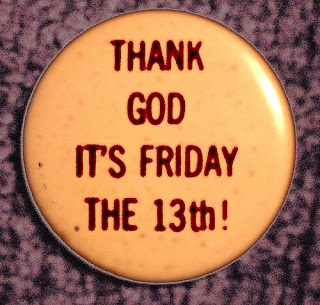 THANK
GOD
IT'S FRIDAY
THE 13th!